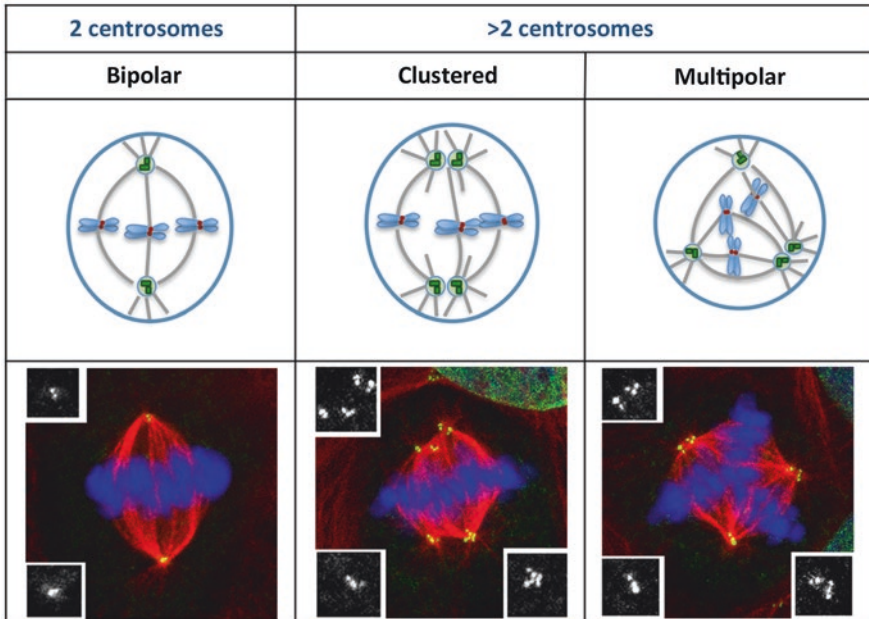 2 centrosomes
>2 centrosomes
Bipolar
Clustered
Multipolar